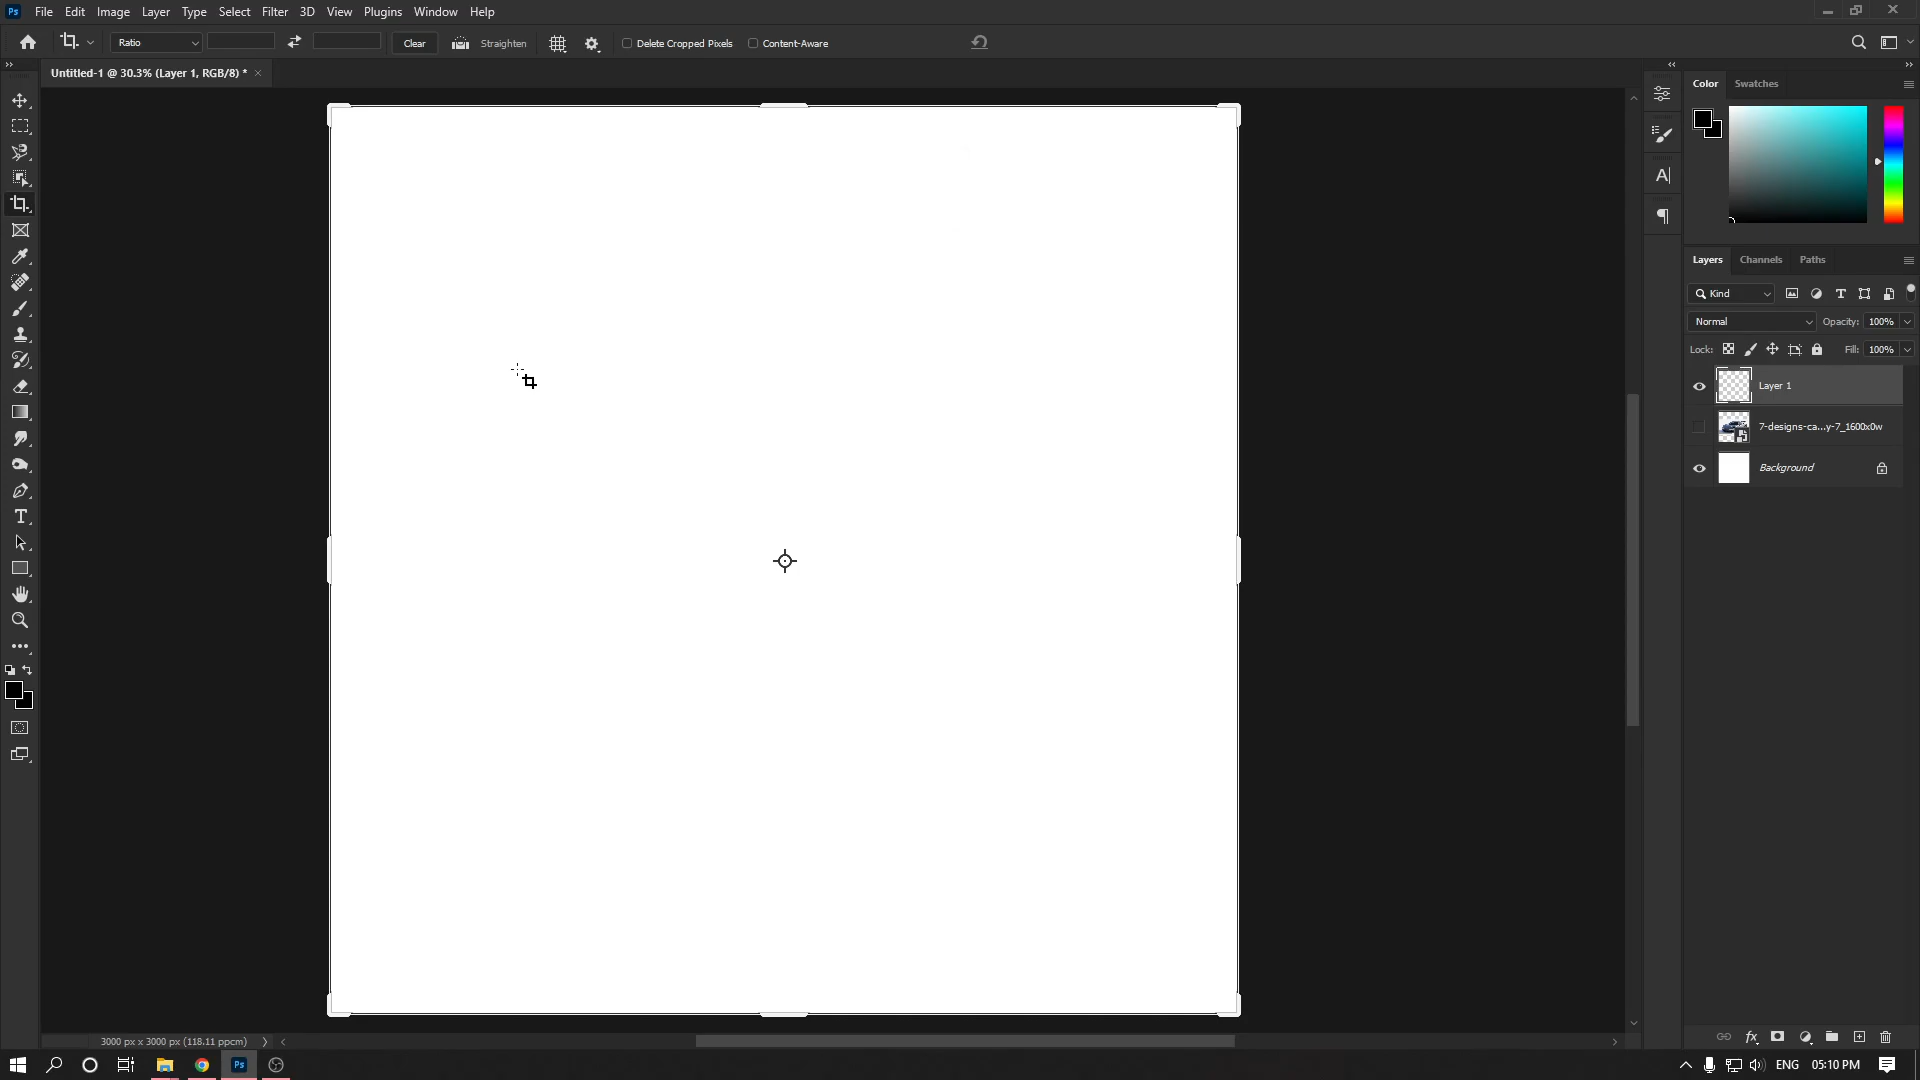 Ps File Edit Image Layer Type Select Filter 3D View Plugins Window Help
Ratio Clear Straighten Delete Cropped Pixels Content-Aware
Untitled-1 @ 30.3% (Layer 1, RGB/8) *
Color Swatches
Layers Channels Paths
Kind
Normal Opacity: 100%
Lock: Fill: 100%
Layer 1
7-designs-ca...y-7_1600x0w
Background
3000 px x 3000 px (118.11 ppcm)
Ps ENG 05:10 PM